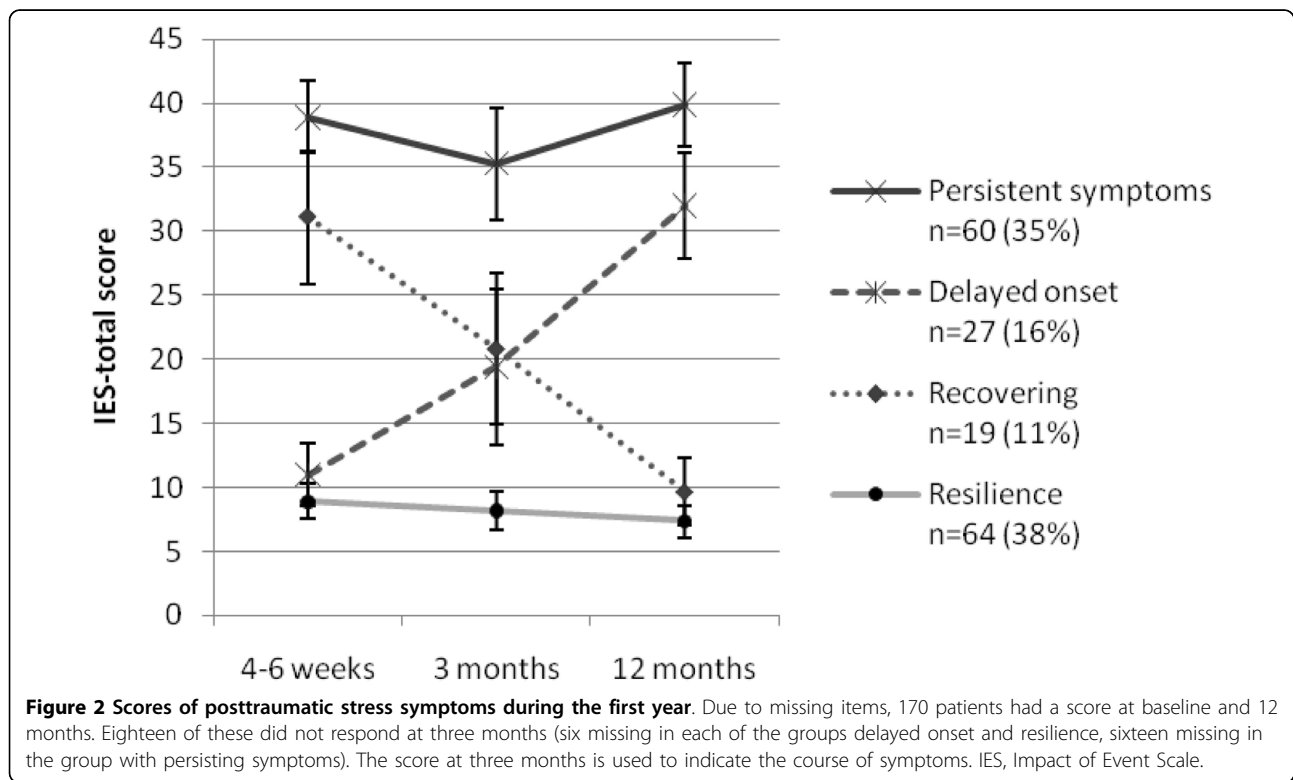 45
40
35
30
25
20
15
10
5
0
IES-total score
4-6 weeks 3 months 12 months
Persistent symptoms
n=60 (35%)
Delayed onset
n=27 (16%)
Recovering
n=19 (11%)
Resilience
n=64 (38%)
Figure 2 Scores of posttraumatic stress symptoms during the first year. Due to missing items, 170 patients had a score at baseline and 12
months. Eighteen of these did not respond at three months (six missing in each of the groups delayed onset and resilience, sixteen missing in
the group with persisting symptoms). The score at three months is used to indicate the course of symptoms. IES, Impact of Event Scale.